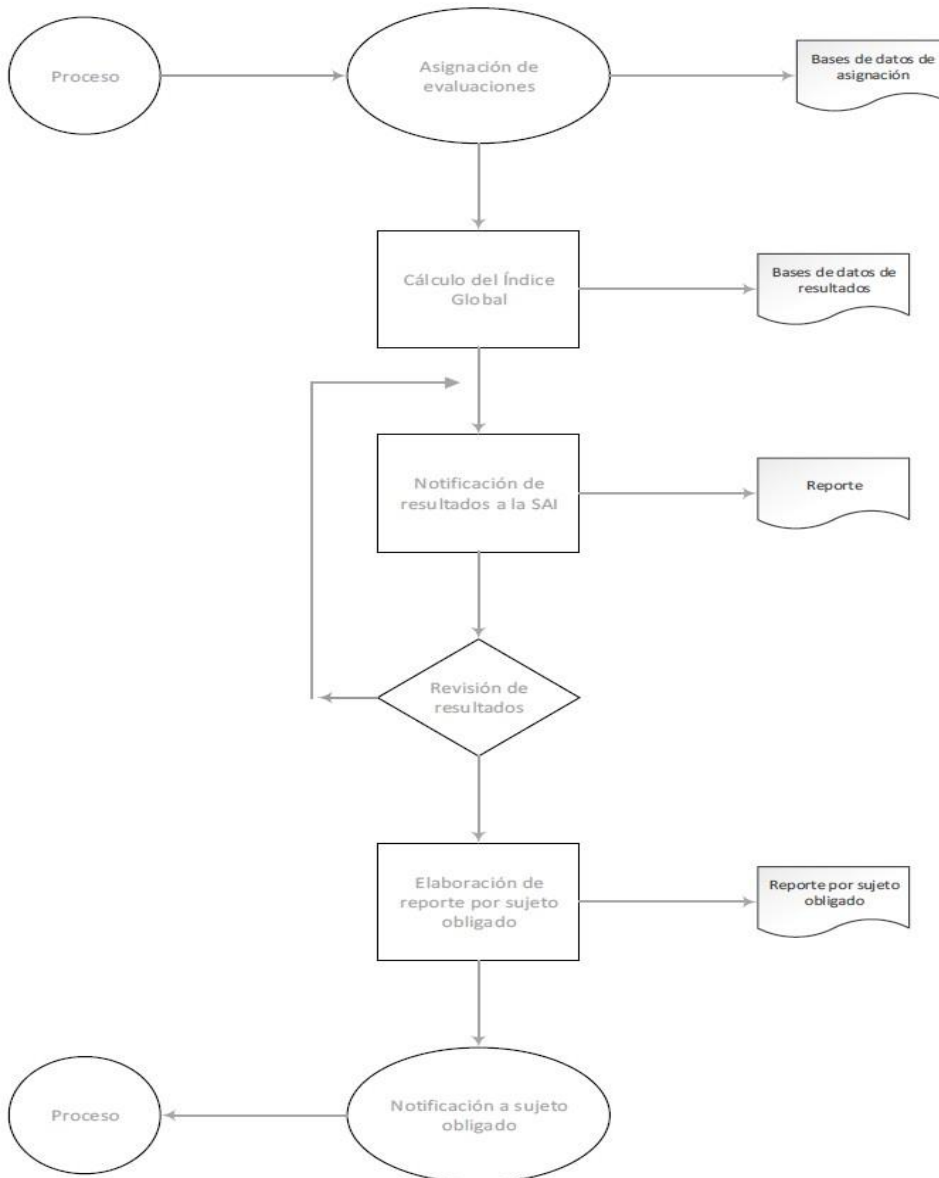 Proceso
Asignación de
evaluaciones
Bases de datos de
asignación
Cálculo del Índice
Global
Bases de datos de
resultados
Notificación de
resultados a la SAI
Reporte
Revisión de
resultados
Elaboración de
reporte por sujeto
obligado
Reporte por sujeto
obligado
Proceso
Notificación a sujeto
obligado